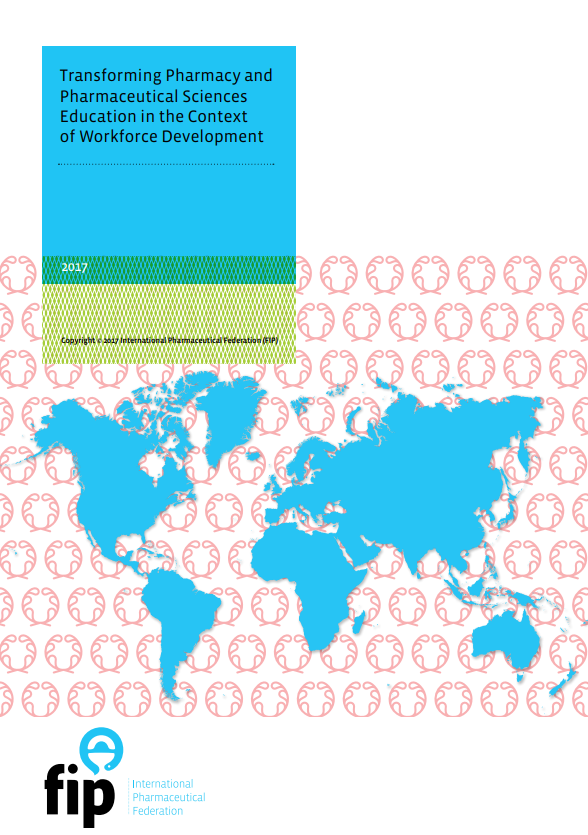 Transforming Pharmacy and
Pharmaceutical Sciences
Education in the Context
of Workforce Development
2017
Copyright © 2017 International Pharmaceutical Federation (FIP)
fip
International
Pharmaceutical
Federation